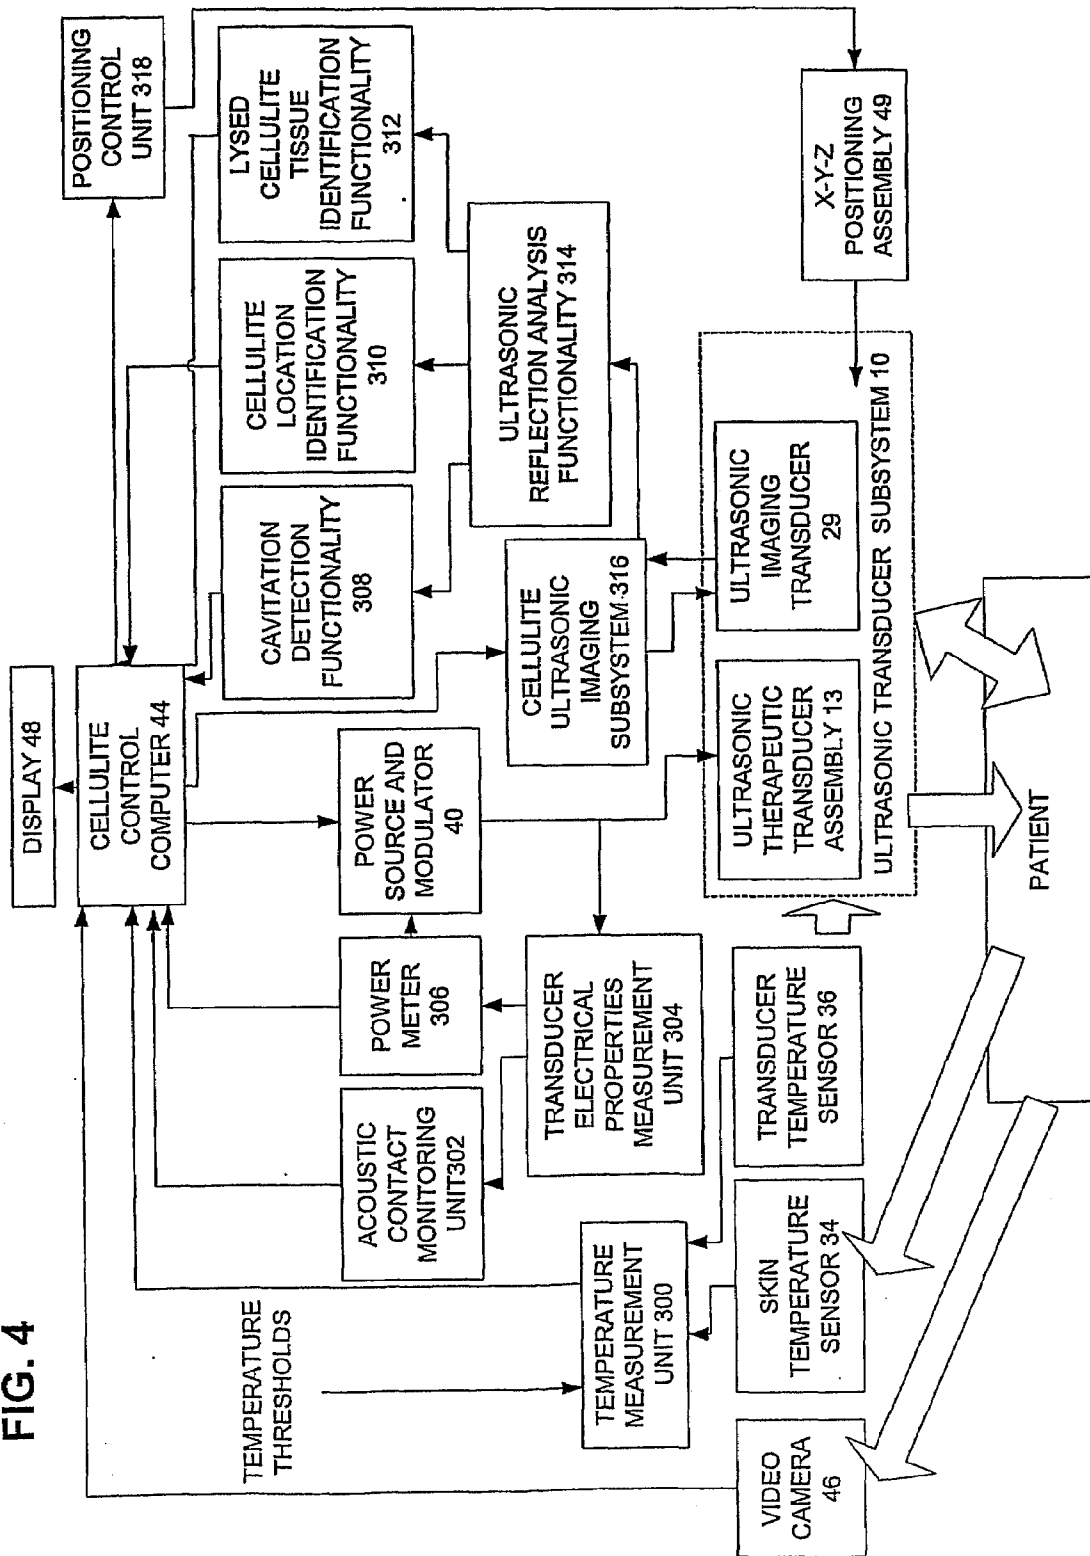 FIG. 4
DISPLAY 48
CELLULITE
CONTROL
COMPUTER 44
POSITIONING
CONTROL
UNIT 318
TEMPERATURE
THRESHOLDS
ACOUSTIC
CONTACT
MONITORING
UNIT302
POWER
METER
306
POWER
SOURCE AND
MODULATOR
40
CAVITATION
DETECTION
FUNCTIONALITY
308
CELLULITE
LOCATION
IDENTIFICATION
FUNCTIONALITY
310
LYSED
CELLULITE
TISSUE
IDENTIFICATION
FUNCTIONALITY
312
TEMPERATURE
MEASUREMENT
UNIT 300
TRANSDUCER
ELECTRICAL
PROPERTIES
MEASUREMENT
UNIT 304
CELLULITE
ULTRASONIC
IMAGING
SUBSYSTEM 316
ULTRASONIC
REFLECTION ANALYSIS
FUNCTIONALITY 314
VIDEO
CAMERA
46
SKIN
TEMPERATURE
SENSOR 34
TRANSDUCER
TEMPERATURE
SENSOR 36
ULTRASONIC
THERAPEUTIC
TRANSDUCER
ASSEMBLY 13
ULTRASONIC
IMAGING
TRANSDUCER
29
ULTRASONIC TRANSDUCER SUBSYSTEM 10
X-Y-Z
POSITIONING
ASSEMBLY 49
PATIENT